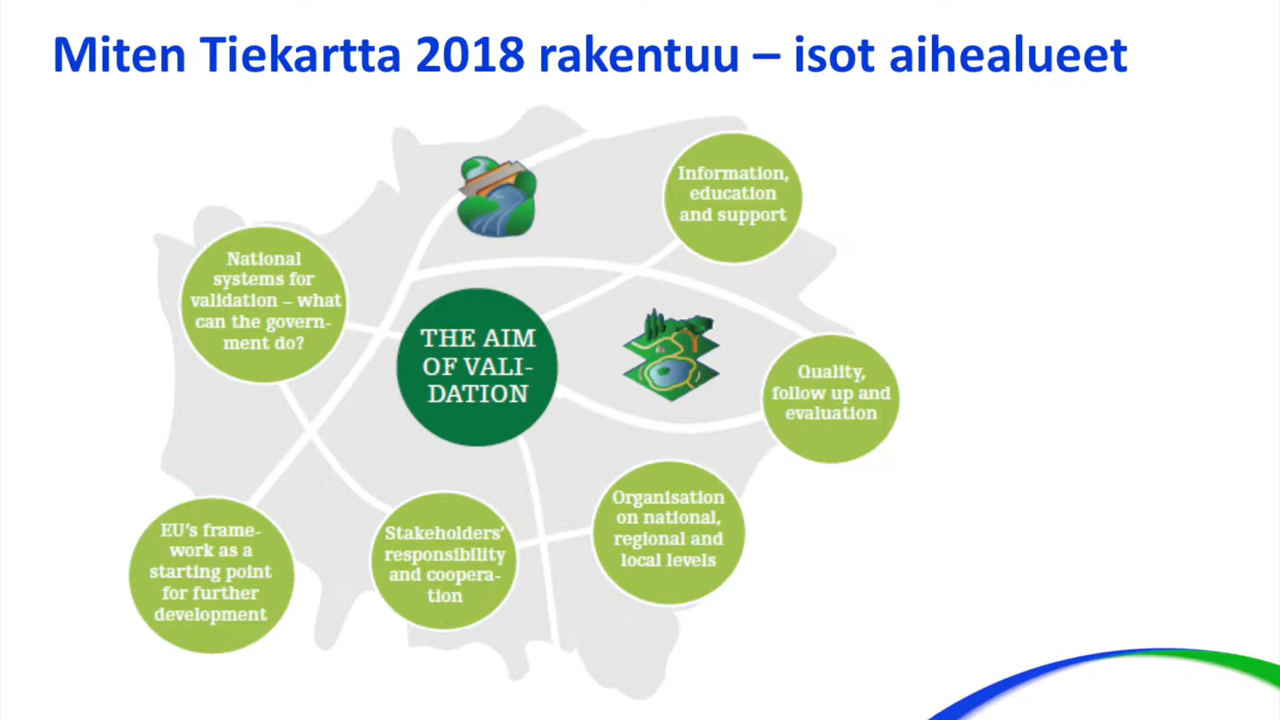 Miten Tiekartta 2018 rakentuu – isot aihealueet
Information,
education
and support
National
systems for
validation – what
can the govern-
ment do?
THE AIM
OF VALI-
DATION
Quality,
follow up and
evaluation
Organisation
on national,
regional and
local levels
Stakeholders’
responsibility
and coopera-
tion
EU’s frame-
work as a
starting point
for further
development